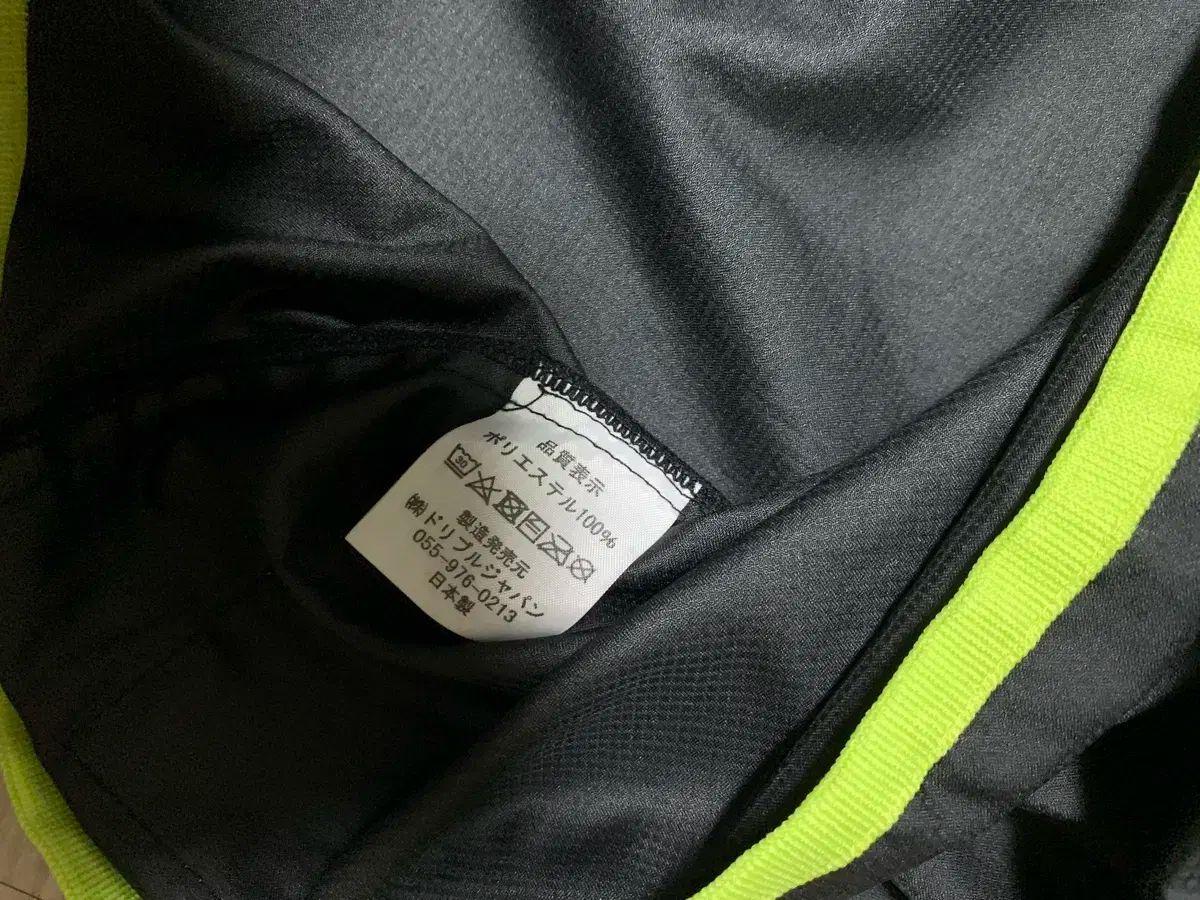 品質表示
ポリエステル100%
30
製造発売元
㈱ドリブルジャパン
055-976-0213
日本製